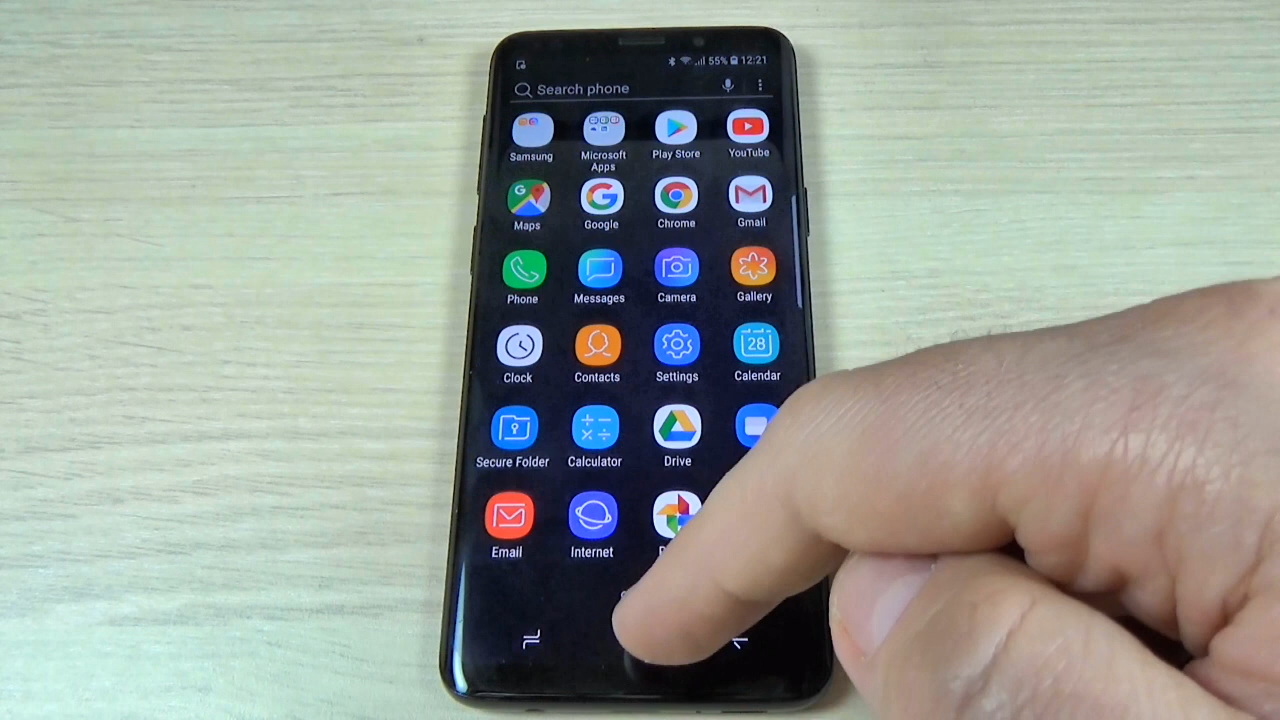 55% 12:21
Search phone
Samsung
Microsoft Apps
Play Store
YouTube
G
Maps
G
Google
Chrome
Gmail
Phone
Messages
Camera
Gallery
Clock
Contacts
Settings
28
Calendar
Secure Folder
Calculator
Drive
Email
Internet